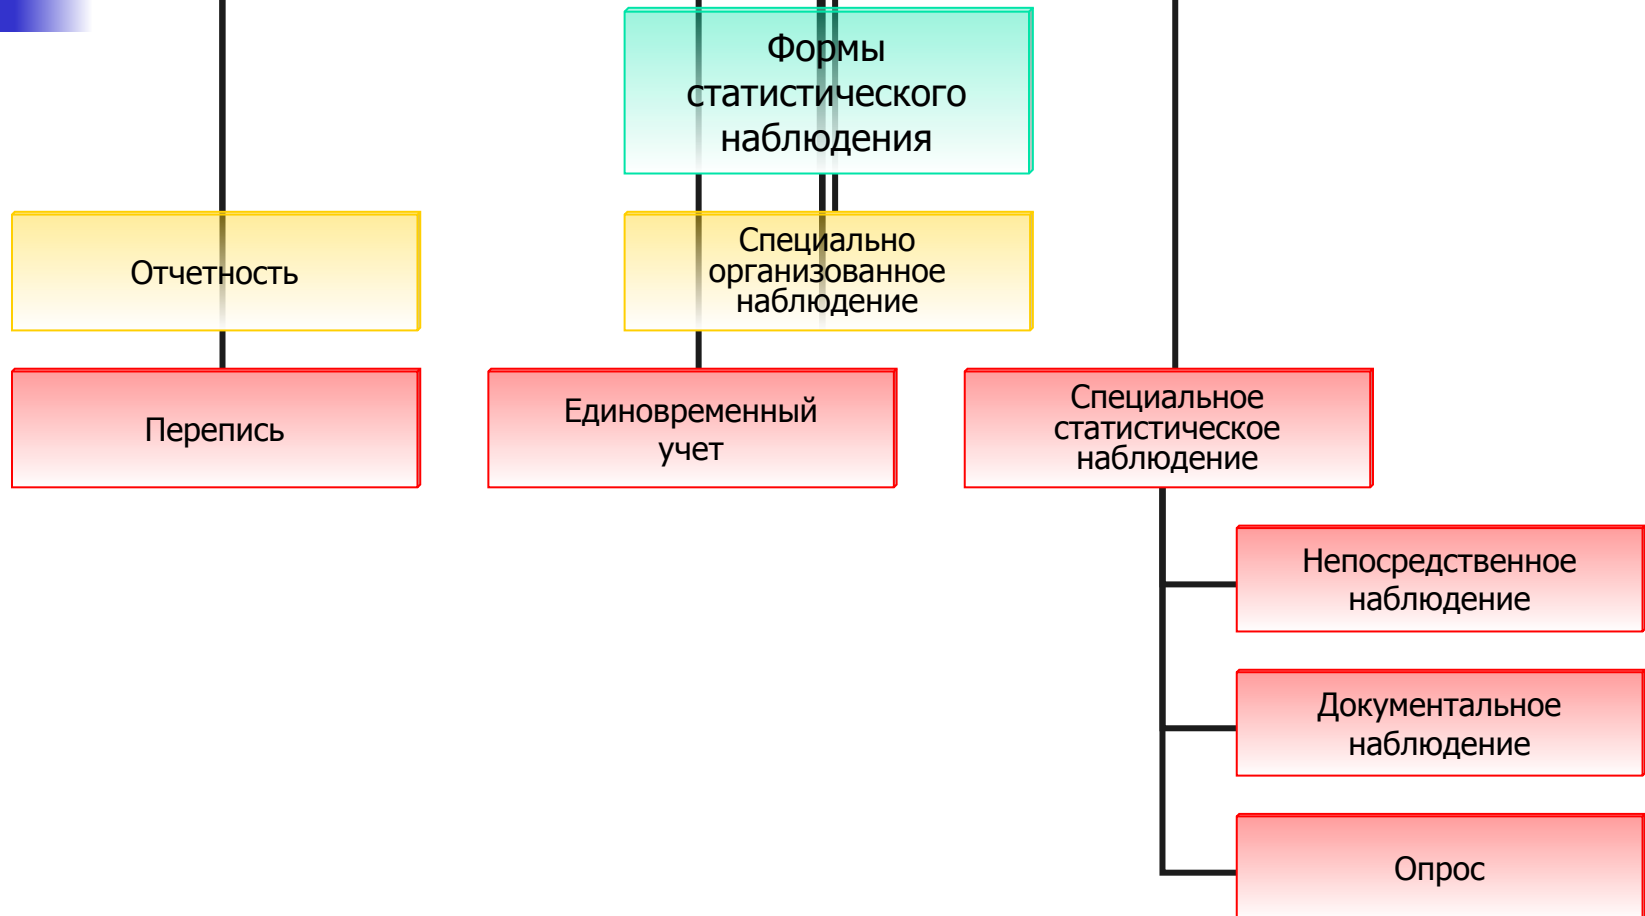 Формы
статистического
наблюдения
Отчетность
Специально
организованное
наблюдение
Перепись
Единовременный
учет
Специальное
статистическое
наблюдение
Непосредственное
наблюдение
Документальное
наблюдение
Опрос